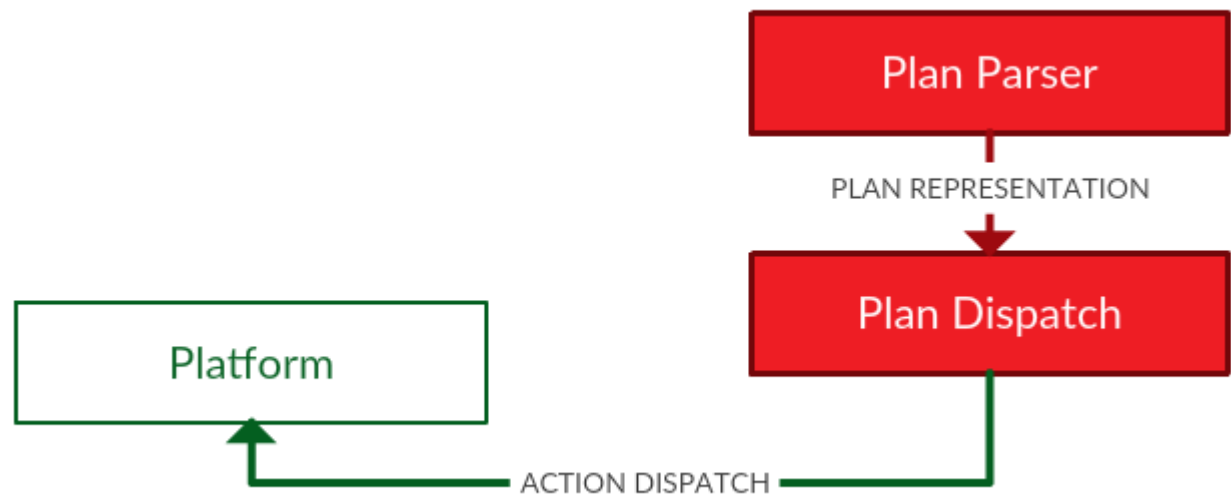 Plan Parser
PLAN REPRESENTATION
Plan Dispatch
Platform
ACTION DISPATCH